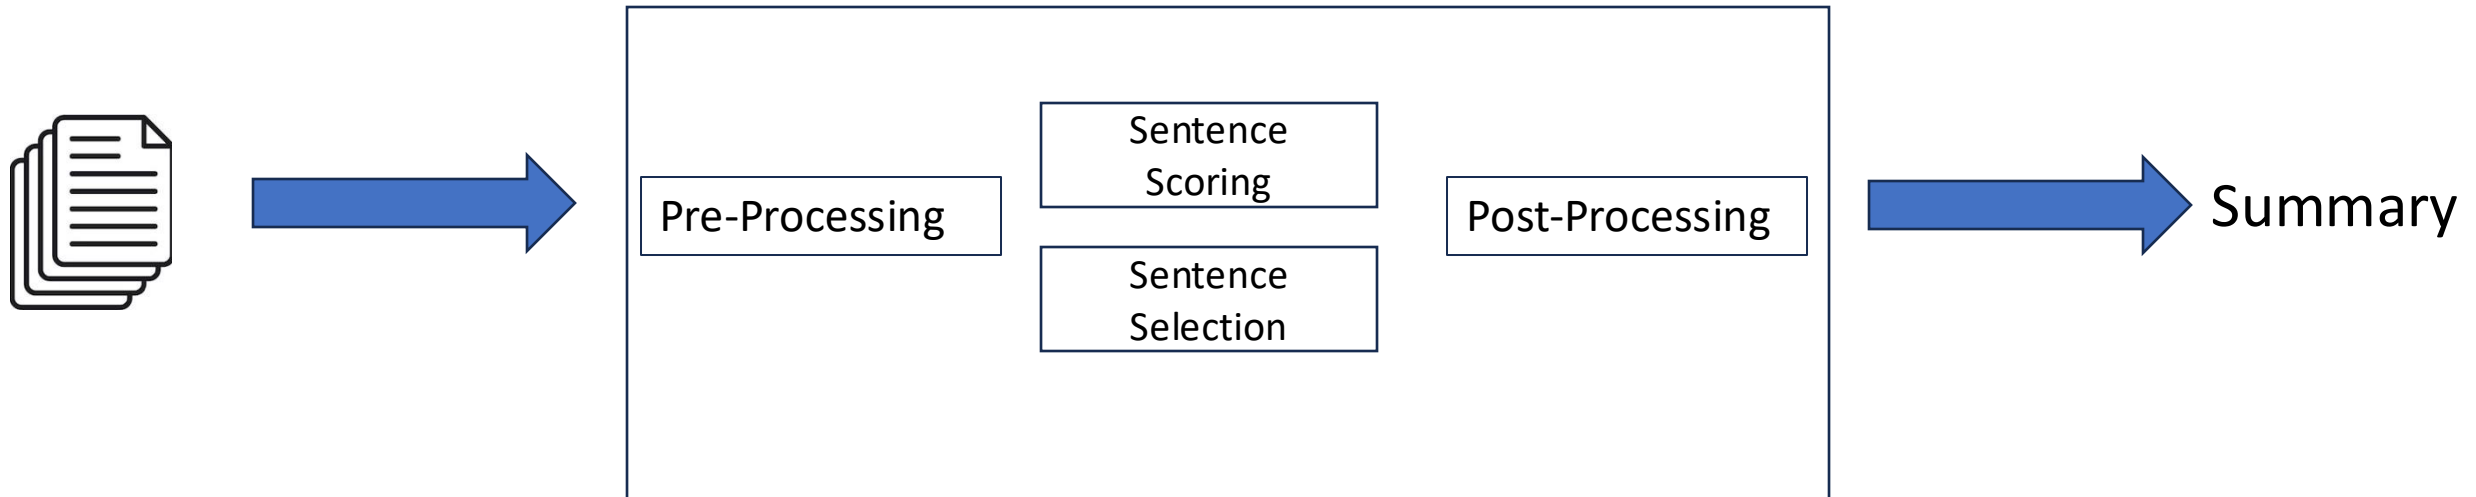 Pre-Processing
Sentence
Scoring
Sentence
Selection
Post-Processing
Summary